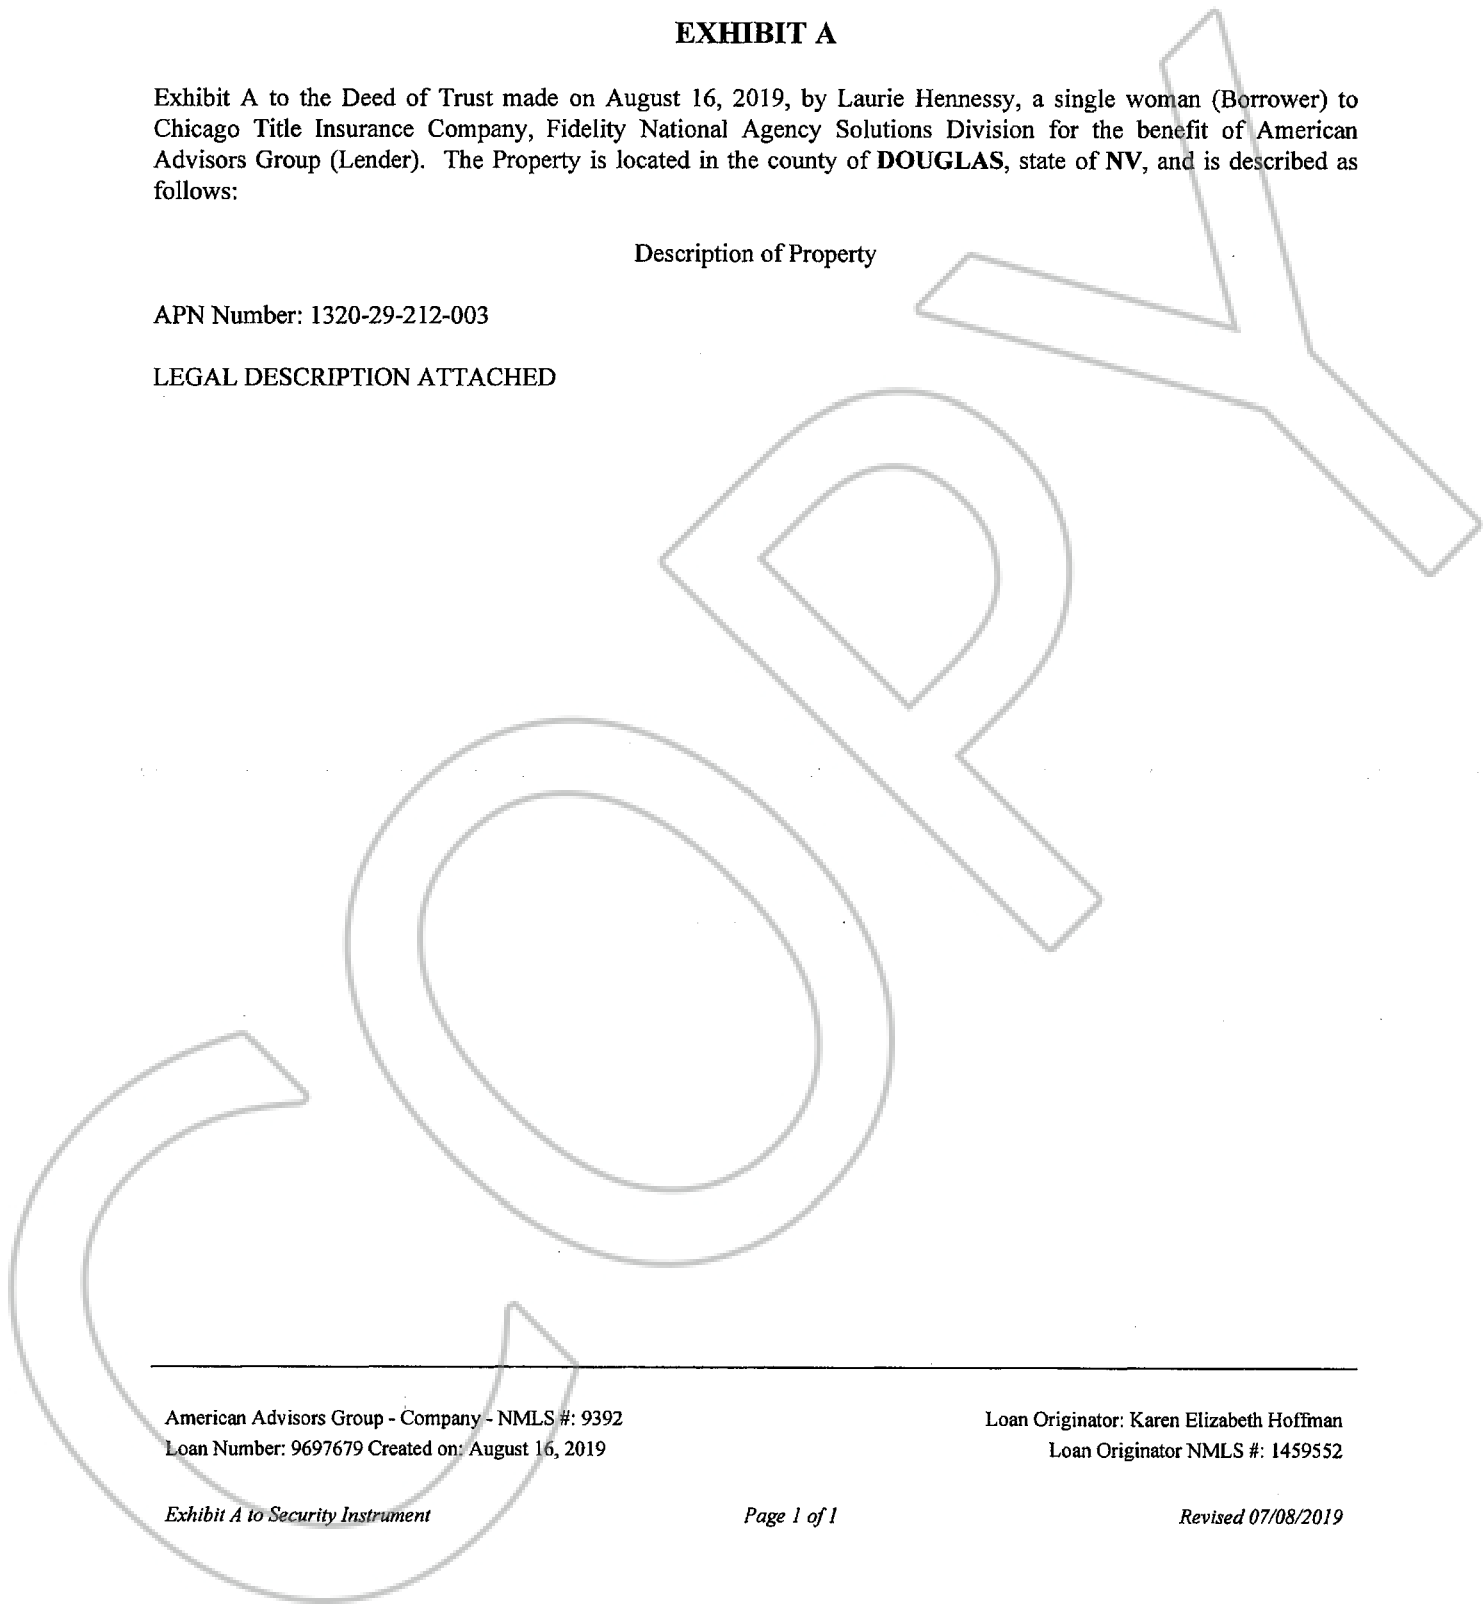 EXHIBIT A
Exhibit A to the Deed of Trust made on August 16, 2019, by Laurie Hennessy, a single woman (Borrower) to
Chicago Title Insurance Company, Fidelity National Agency Solutions Division for the benefit of American
Advisors Group (Lender). The Property is located in the county of DOUGLAS, state of NV, and is described as
follows:
Description of Property
APN Number: 1320-29-212-003
LEGAL DESCRIPTION ATTACHED
COPY
American Advisors Group - Company - NMLS #: 9392
Loan Originator: Karen Elizabeth Hoffman
Loan Number: 9697679 Created on: August 16, 2019
Loan Originator NMLS #: 1459552
Exhibit A to Security Instrument
Page 1 of 1
Revised 07/08/2019